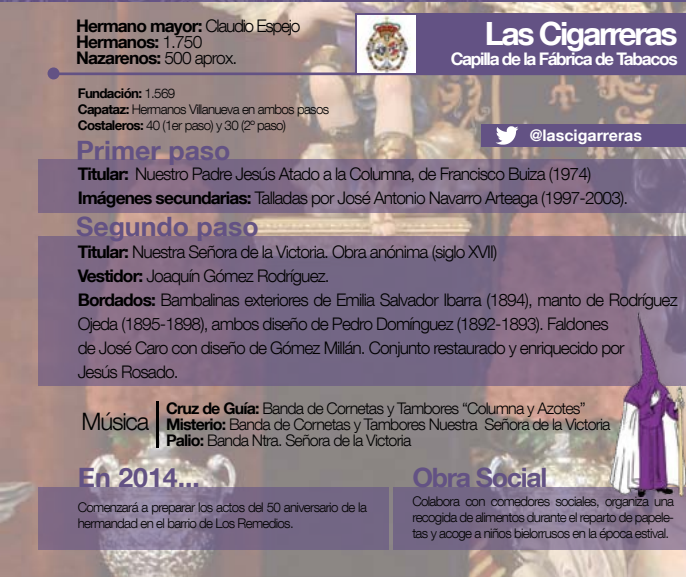 Hermano mayor: Claudio Espejo
Hermanos: 1.750
Nazarenos: 500 aprox.
Las Cigarreras
Capilla de la Fábrica de Tabacos
Fundación: 1.569
Capataz: Hermanos Villanueva en ambos pasos
Costaleros: 40 (1er paso) y 30 (2º paso)
@lascigarreras
Primer paso
Titular: Nuestro Padre Jesús Atado a la Columna, de Francisco Buiza (1974)
Imágenes secundarias: Talladas por José Antonio Navarro Arteaga (1997-2003).
Segundo paso
Titular: Nuestra Señora de la Victoria. Obra anónima (siglo XVII)
Vestidor: Joaquín Gómez Rodríguez.
Bordados: Bambalinas exteriores de Emilia Salvador Ibarra (1894), manto de Rodríguez
Ojeda (1895-1898), ambos diseño de Pedro Domínguez (1892-1893). Faldones
de José Caro con diseño de Gómez Millán. Conjunto restaurado y enriquecido por
Jesús Rosado.
Música
Cruz de Guía: Banda de Cornetas y Tambores “Columna y Azotes”
Misterio: Banda de Cornetas y Tambores Nuestra Señora de la Victoria
Palio: Banda Ntra. Señora de la Victoria
En 2014...
Comenzará a preparar los actos del 50 aniversario de la
hermandad en el barrio de Los Remedios.
Obra Social
Colabora con comedores sociales, organiza una
recogida de alimentos durante el reparto de papele-
tas y acoge a niños bielorrusos en la época estival.